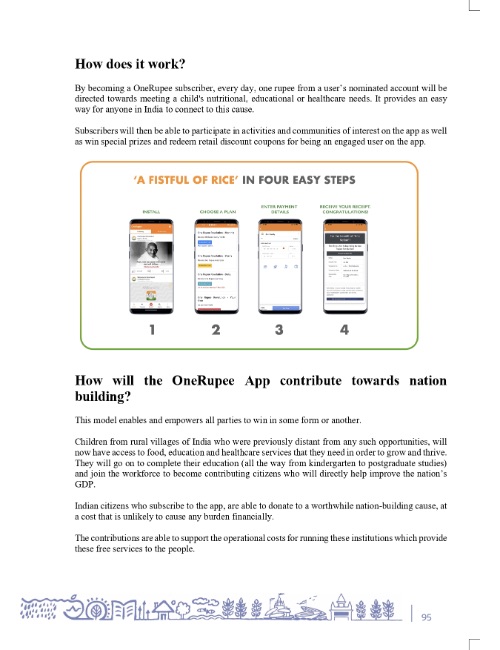 How does it work?
By becoming a OneRupee subscriber, every day, one rupee from a user's nominated account will be
directed towards meeting a child's nutritional, educational or healthcare needs. It provides an easy
way for anyone in India to connect to this cause.
Subscribers will then be able to participate in activities and communities of interest on the app as well
as win special prizes and redeem retail discount coupons for being an engaged user on the app.
‘A FISTFUL OF RICE’ IN FOUR EASY STEPS
INSTALL
CHOOSE A PLAN
ENTER PAYMENT
DETAILS
RECEIVE YOUR RECEIPT
CONGRATULATIONS!
1 2 3 4
How will the OneRupee App contribute towards nation
building?
This model enables and empowers all parties to win in some form or another.
Children from rural villages of India who were previously distant from any such opportunities, will
now have access to food, education and healthcare services that they need in order to grow and thrive.
They will go on to complete their education (all the way from kindergarten to postgraduate studies)
and join the workforce to become contributing citizens who will directly help improve the nation's
GDP.
Indian citizens who subscribe to the app, are able to donate to a worthwhile nation-building cause, at
a cost that is unlikely to cause any burden financially.
The contributions are able to support the operational costs for running these institutions which provide
these free services to the people.
95